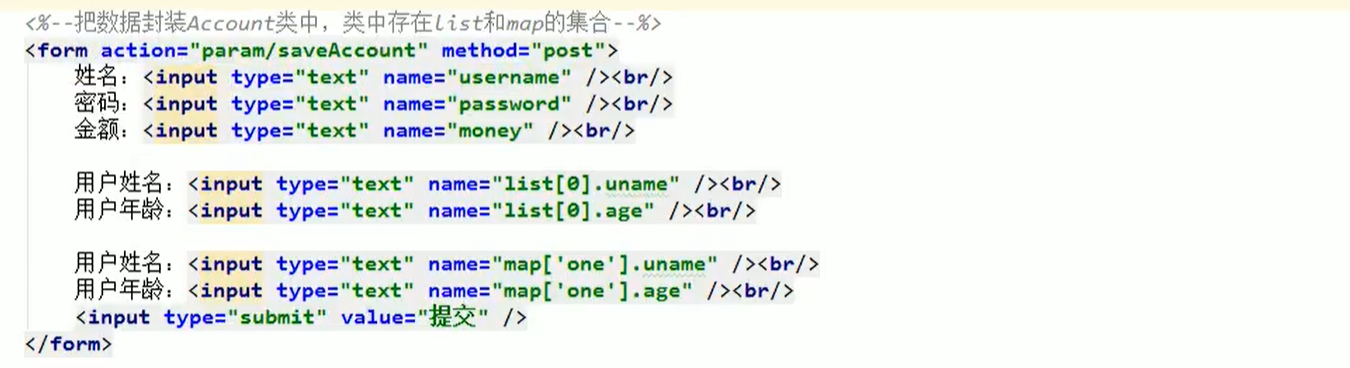 <%--把数据封装Account类中，类中存在list和map的集合--%>
<form action="param/saveAccount" method="post">
姓名：<input type="text" name="username" /><br/>
密码：<input type="text" name="password" /><br/>
金额：<input type="text" name="money" /><br/>
用户姓名：<input type="text" name="list[0].uname" /><br/>
用户年龄：<input type="text" name="list[0].age" /><br/>
用户姓名：<input type="text" name="map['one'].uname" /><br/>
用户年龄：<input type="text" name="map['one'].age" /><br/>
<input type="submit" value="提交" />
</form>